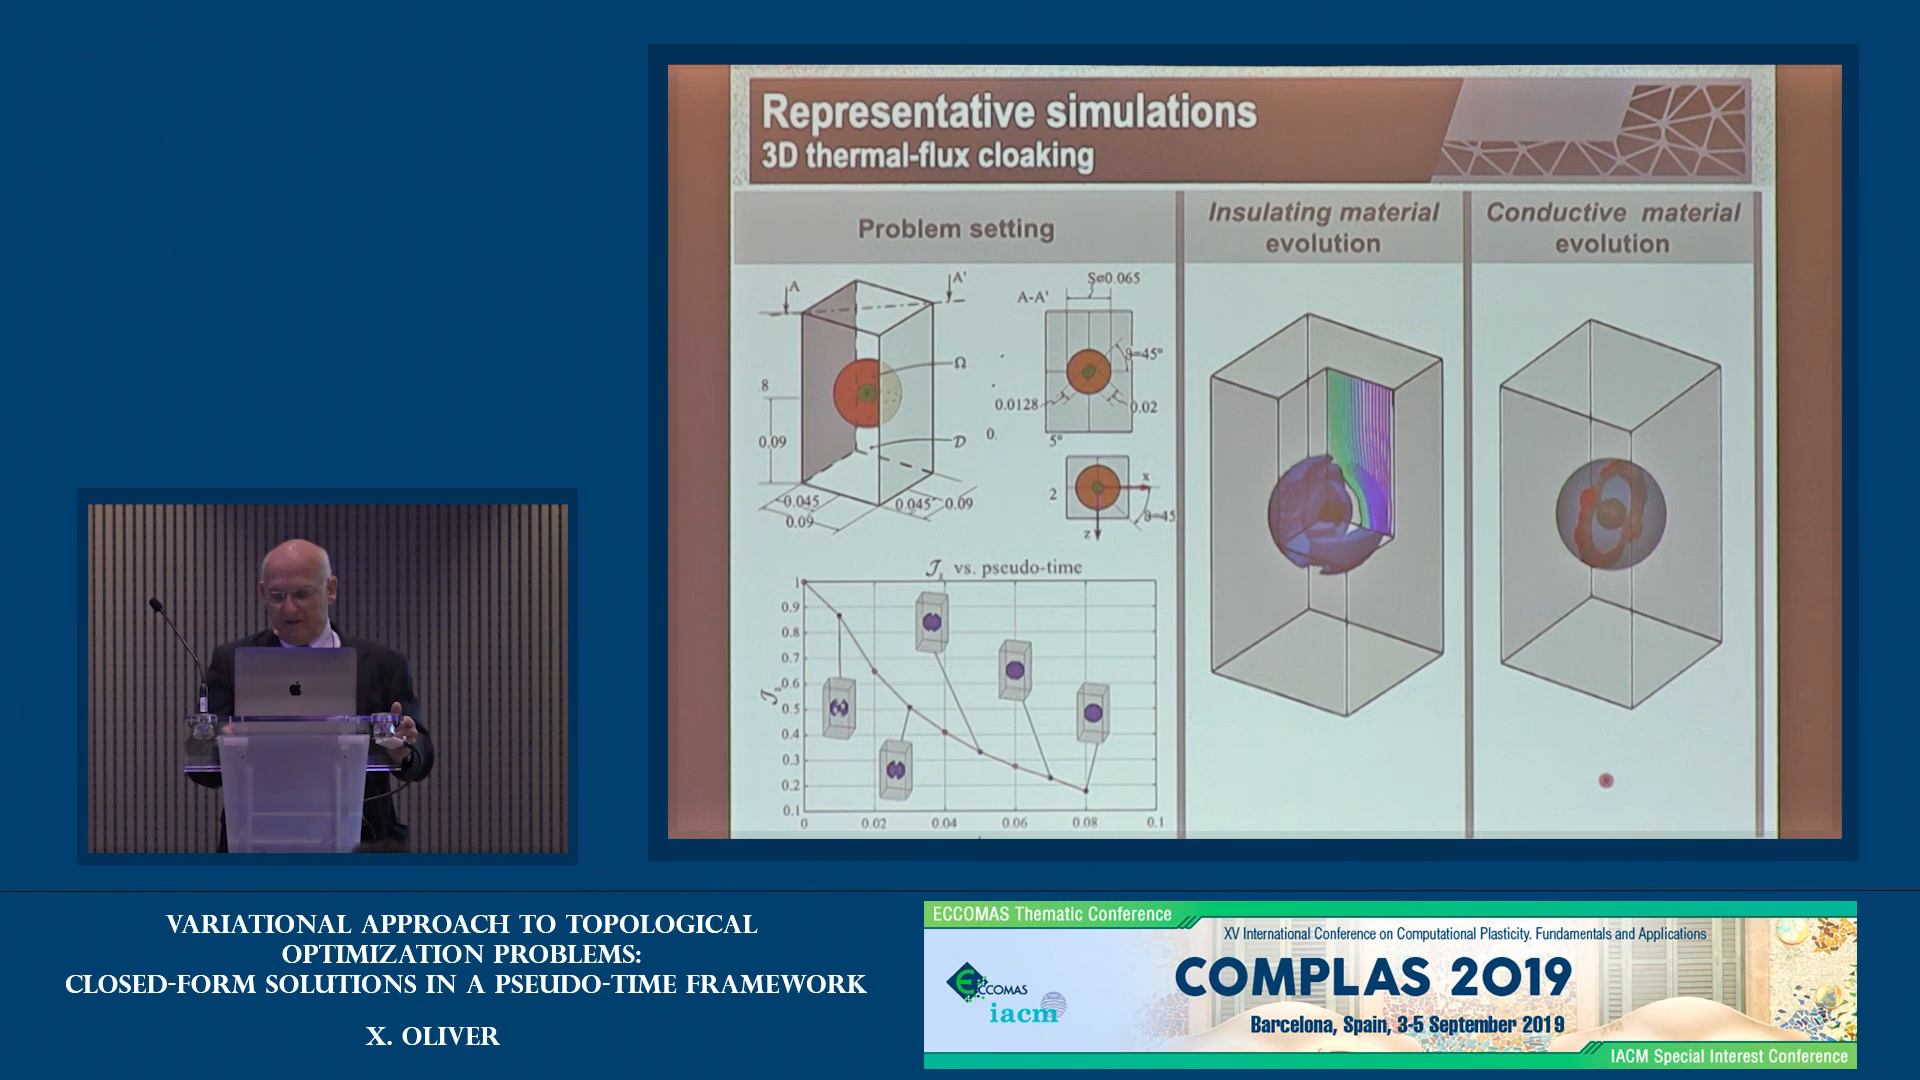 Representative simulations
3D thermal-flux cloaking
Problem setting
Insulating material
evolution
Conductive material
evolution
A
A'
8
0.09
Ω
D
0.045
0.09
0.045
0.09
A-A'
S=0.065
θ=45°
0.0128
0.02
0.
5°
2
x
z
θ=45
vs. pseudo-time
1
0.9
0.8
0.7
0.6
0.5
0.4
0.3
0.2
0.1
0
0.02
0.04
0.06
0.08
0.1
VARIATIONAL APPROACH TO TOPOLOGICAL
OPTIMIZATION PROBLEMS:
CLOSED-FORM SOLUTIONS IN A PSEUDO-TIME FRAMEWORK
X. OLIVER
ECCOMAS Thematic Conference
XV International Conference on Computational Plasticity. Fundamentals and Applications
ECCOMAS
iacm
COMPLAS 2019
Barcelona, Spain, 3-5 September 2019
IACM Special Interest Conference